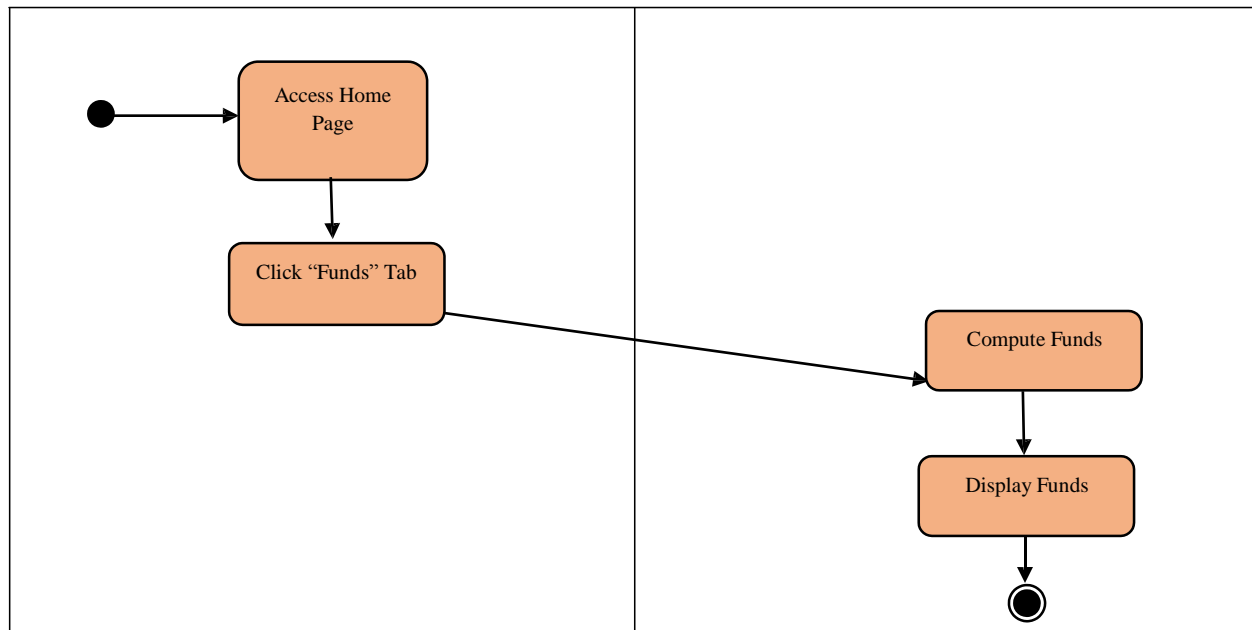 Access Home
Page
Click “Funds” Tab
Compute Funds
Display Funds